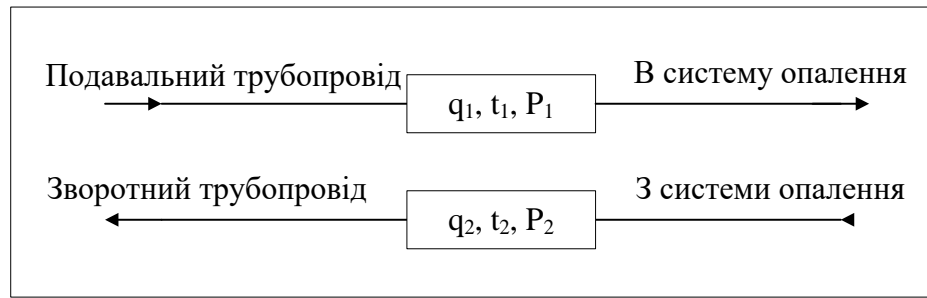 Подавальний трубопровід
В систему опалення
q₁, t₁, P₁
Зворотний трубопровід
З системи опалення
q₂, t₂, P₂